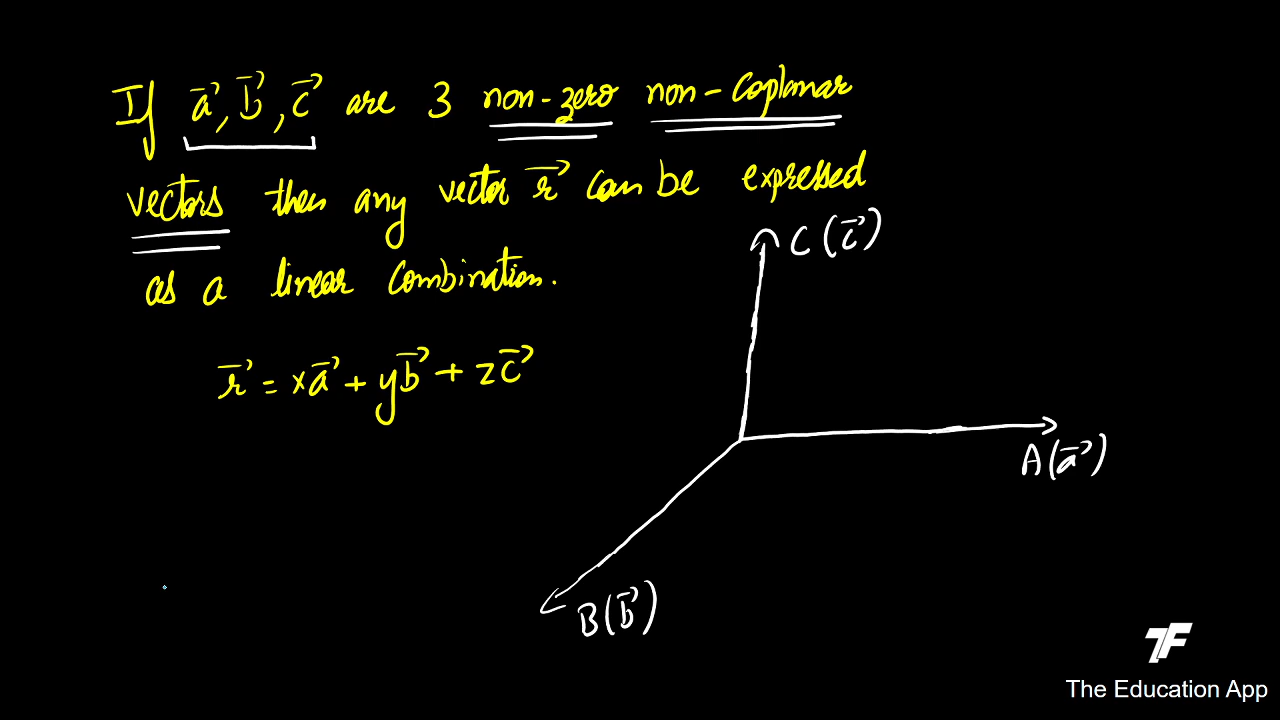 If a⃗, b⃗, c⃗ are 3 non-zero non-coplanar
vectors then any vector r⃗ can be expressed
as a linear combination.
r⃗ = xa⃗ + yb⃗ + zc⃗
C (c⃗)
A (a⃗)
B (b⃗)
TF
The Education App